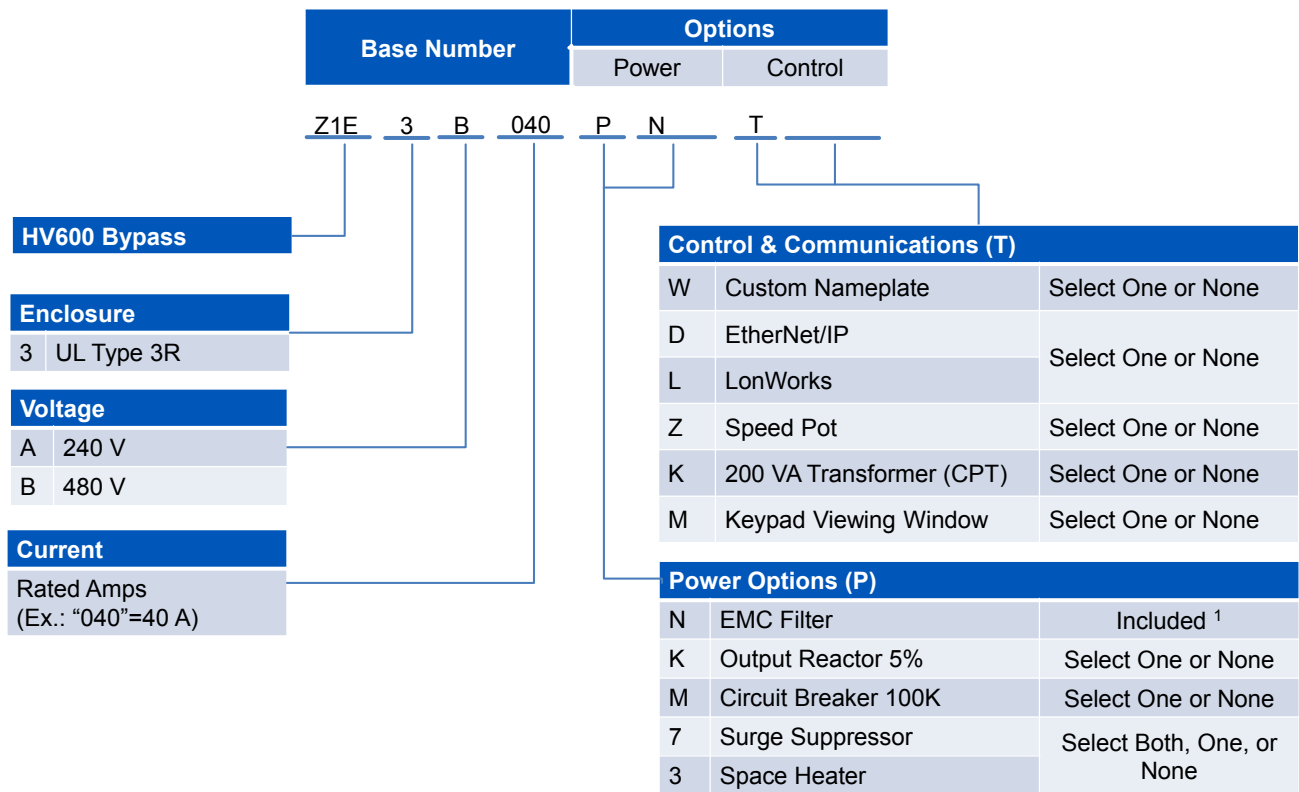 Base Number
Options
Power Control
Z1E 3 B 040 P N T
HV600 Bypass
Enclosure
3 UL Type 3R
Voltage
A 240 V
B 480 V
Current
Rated Amps
(Ex.: “040”=40 A)
Control & Communications (T)
W Custom Nameplate Select One or None
D EtherNet/IP
Select One or None
L LonWorks
Z Speed Pot Select One or None
K 200 VA Transformer (CPT) Select One or None
M Keypad Viewing Window Select One or None
Power Options (P)
N EMC Filter Included 1
K Output Reactor 5% Select One or None
M Circuit Breaker 100K Select One or None
7 Surge Suppressor
Select Both, One, or
None
3 Space Heater